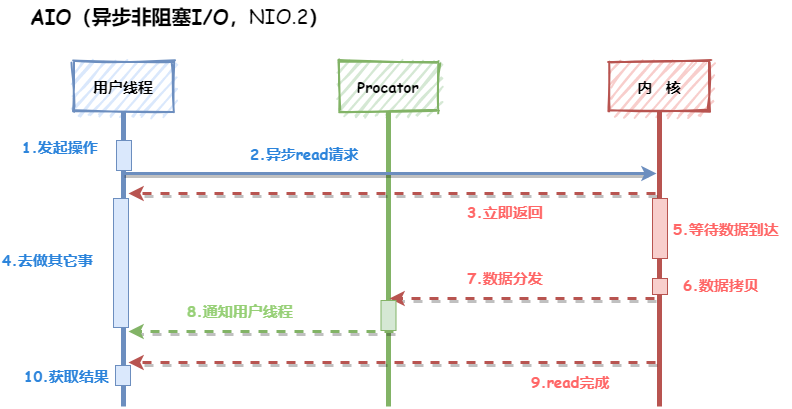 AIO（异步非阻塞I/O，NIO.2）
用户线程
Procator
内 核
1.发起操作
2.异步read请求
3.立即返回
4.去做其它事
5.等待数据到达
6.数据拷贝
7.数据分发
8.通知用户线程
9.read完成
10.获取结果